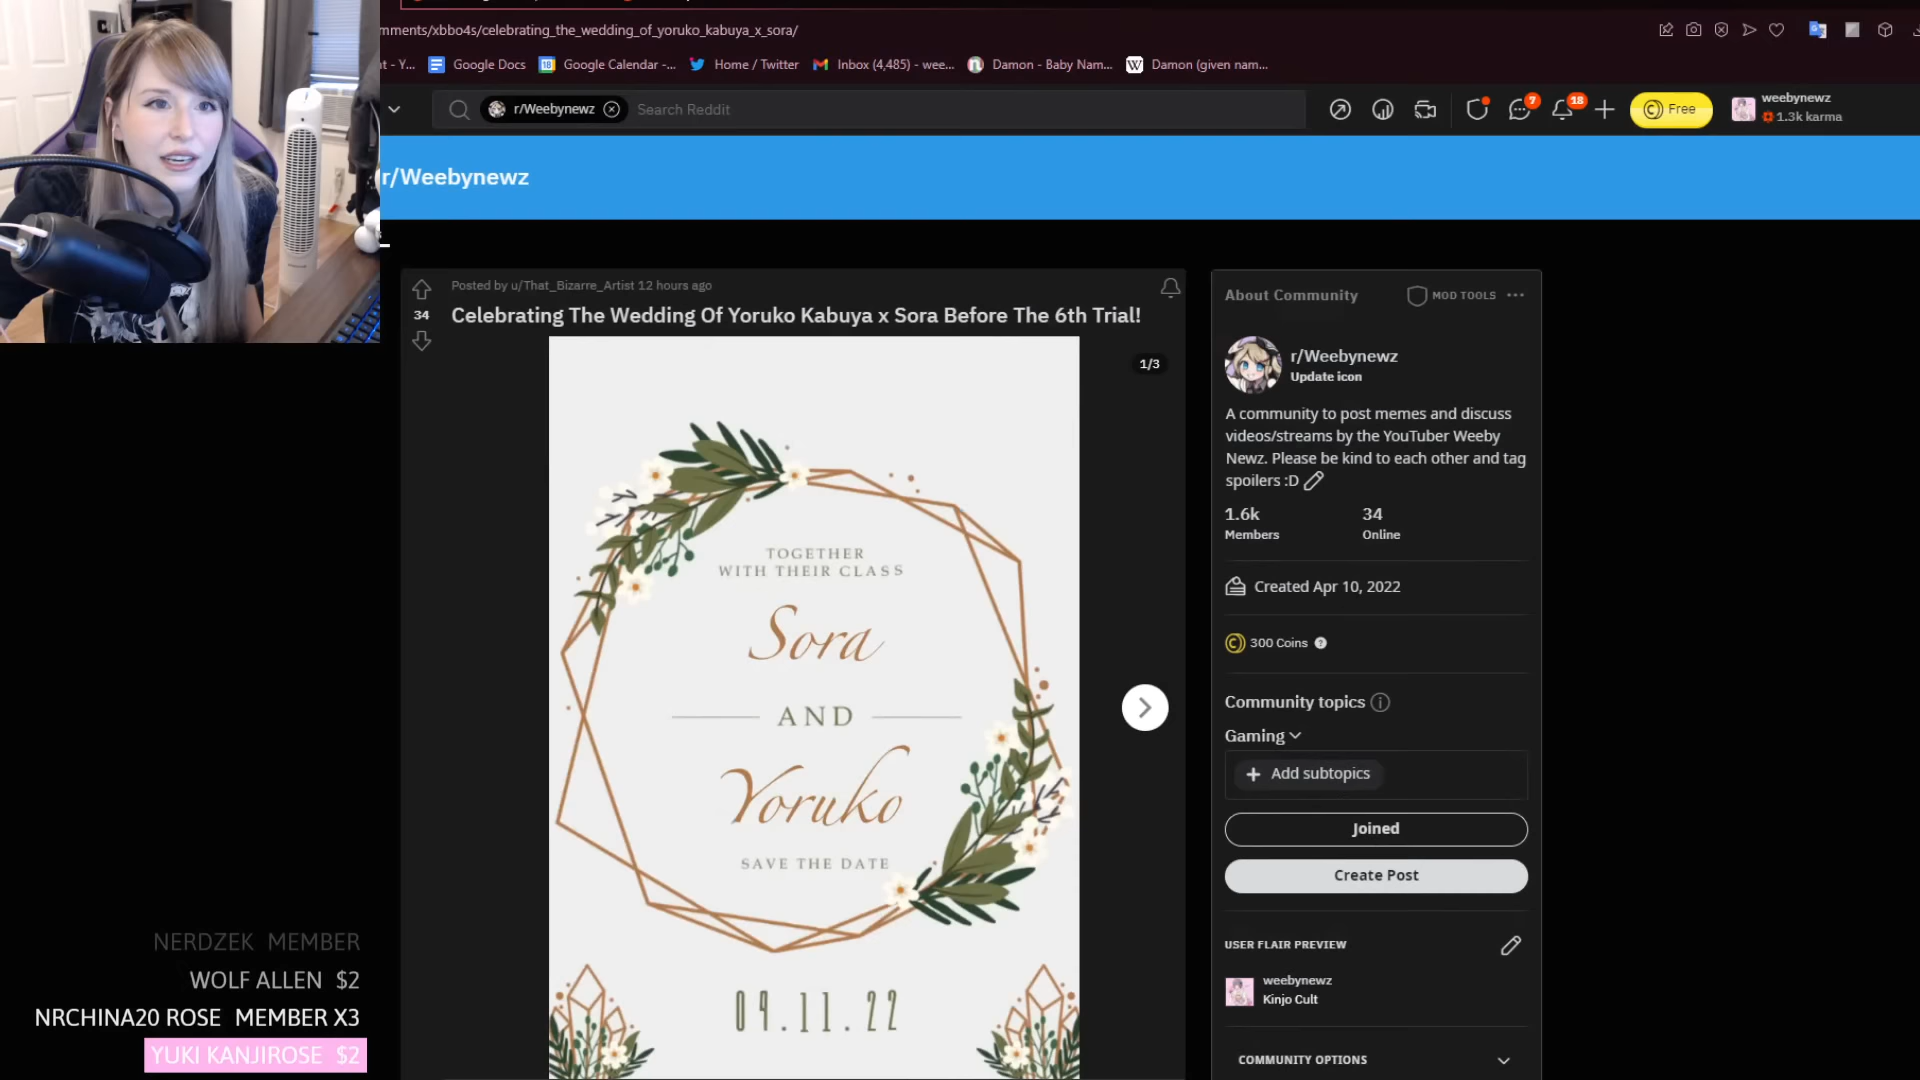 mments/xbbo4s/celebrating_the_wedding_of_yoruko_kabuya_x_sora/
nt - Y...
Google Docs
Google Calendar -...
Home / Twitter
Inbox (4,485) - wee...
Damon - Baby Nam...
Damon (given nam...
r/Weebynewz
Search Reddit
7
18
Free
weebynewz
1.3k karma
r/Weebynewz
Posted by u/That_Bizarre_Artist 12 hours ago
34
Celebrating The Wedding Of Yoruko Kabuya x Sora Before The 6th Trial!
1/3
TOGETHER
WITH THEIR CLASS
Sora
AND
Yoruko
SAVE THE DATE
09.11.22
About Community
MOD TOOLS
r/Weebynewz
Update icon
A community to post memes and discuss
videos/streams by the YouTuber Weeby
Newz. Please be kind to each other and tag
spoilers :D
1.6k
Members
34
Online
Created Apr 10, 2022
300 Coins
Community topics
Gaming
Add subtopics
Joined
Create Post
USER FLAIR PREVIEW
weebynewz
Kinjo Cult
COMMUNITY OPTIONS
NERDZEK MEMBER
WOLF ALLEN $2
NRCHINA20 ROSE MEMBER X3
YUKI KANJIROSE $2